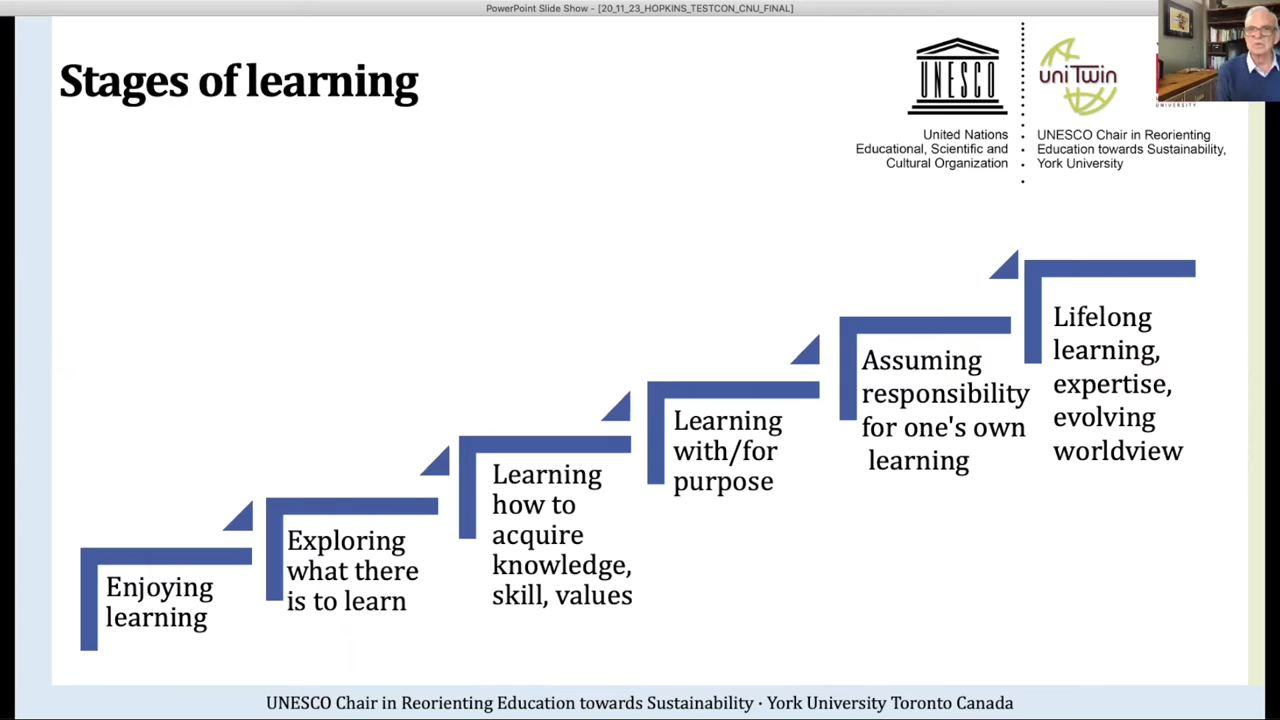 PowerPoint Slide Show - [20_11_23_HOPKINS_TESTCON_CNU_FINAL]
Stages of learning
UNESCO
United Nations
Educational, Scientific and
Cultural Organization
uniTwin
UNIVERSITY
UNESCO Chair in Reorienting
Education towards Sustainability,
York University
Enjoying
learning
Exploring
what there
is to learn
Learning
how to
acquire
knowledge,
skill, values
Learning
with/for
purpose
Assuming
responsibility
for one's own
learning
Lifelong
learning,
expertise,
evolving
worldview
UNESCO Chair in Reorienting Education towards Sustainability · York University Toronto Canada